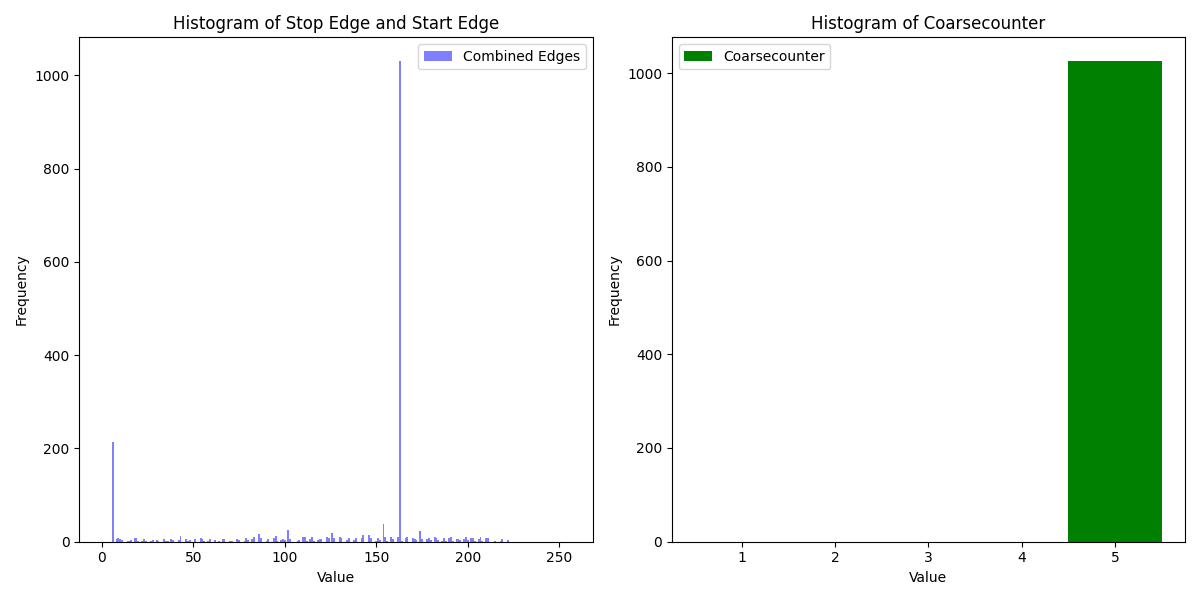 Histogram of Stop Edge and Start Edge
Combined Edges
1000
800
600
400
200
0
Frequency
0 50 100 150 200 250
Value
Histogram of Coarsecounter
Coarsecounter
1000
800
600
400
200
0
Frequency
1 2 3 4 5
Value